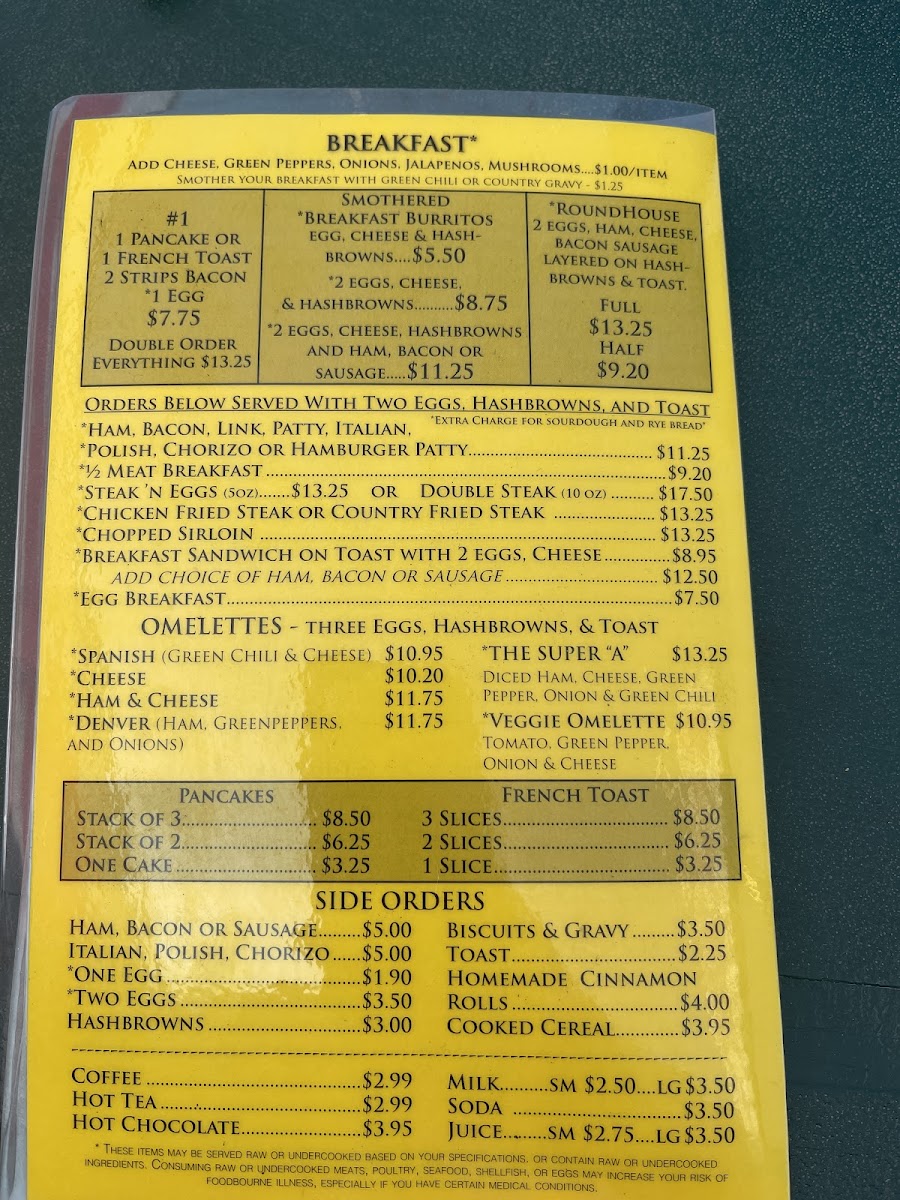 BREAKFAST*
ADD CHEESE, GREEN PEPPERS, ONIONS, JALAPENOS, MUSHROOMS....$1.00/ITEM
SMOTHER YOUR BREAKFAST WITH GREEN CHILI OR COUNTRY GRAVY - $1.25
#1
1 PANCAKE OR
1 FRENCH TOAST
2 STRIPS BACON
*1 EGG
$7.75
DOUBLE ORDER
EVERYTHING $13.25
SMOTHERED
*BREAKFAST BURRITOS
EGG, CHEESE & HASH-
BROWNS....$5.50
*2 EGGS, CHEESE,
& HASHBROWNS..........$8.75
*2 EGGS, CHEESE, HASHBROWNS
AND HAM, BACON OR
SAUSAGE.....$11.25
*ROUNDHOUSE
2 EGGS, HAM, CHEESE,
BACON SAUSAGE
LAYERED ON HASH-
BROWNS & TOAST.
FULL
$13.25
HALF
$9.20
ORDERS BELOW SERVED WITH TWO EGGS, HASHBROWNS, AND TOAST
*EXTRA CHARGE FOR SOURDOUGH AND RYE BREAD*
*HAM, BACON, LINK, PATTY, ITALIAN,
*POLISH, CHORIZO OR HAMBURGER PATTY................................ $11.25
*½ MEAT BREAKFAST........................................................................$9.20
*STEAK 'N EGGS (5OZ).......$13.25 OR DOUBLE STEAK (10 OZ) .......... $17.50
*CHICKEN FRIED STEAK OR COUNTRY FRIED STEAK .................... $13.25
*CHOPPED SIRLOIN ........................................................................ $13.25
*BREAKFAST SANDWICH ON TOAST WITH 2 EGGS, CHEESE.............$8.95
ADD CHOICE OF HAM, BACON OR SAUSAGE............................. $12.50
*EGG BREAKFAST...............................................................................$7.50
OMELETTES - THREE EGGS, HASHBROWNS, & TOAST
*SPANISH (GREEN CHILI & CHEESE) $10.95
*CHEESE $10.20
*HAM & CHEESE $11.75
*DENVER (HAM, GREENPEPPERS, $11.75
AND ONIONS)
*THE SUPER "A" $13.25
DICED HAM, CHEESE, GREEN
PEPPER, ONION & GREEN CHILI
*VEGGIE OMELETTE $10.95
TOMATO, GREEN PEPPER,
ONION & CHEESE
PANCAKES
STACK OF 3........................... $8.50
STACK OF 2........................... $6.25
ONE CAKE............................ $3.25
FRENCH TOAST
3 SLICES................................. $8.50
2 SLICES................................. $6.25
1 SLICE................................... $3.25
SIDE ORDERS
HAM, BACON OR SAUSAGE........$5.00
ITALIAN, POLISH, CHORIZO.....$5.00
*ONE EGG......................................$1.90
*TWO EGGS...................................$3.50
HASHBROWNS.............................$3.00
BISCUITS & GRAVY........$3.50
TOAST................................$2.25
HOMEMADE CINNAMON
ROLLS................................$4.00
COOKED CEREAL............$3.95
COFFEE.........................................$2.99
HOT TEA.......................................$2.99
HOT CHOCOLATE......................$3.95
MILK.........SM $2.50....LG $3.50
SODA ................................$3.50
JUICE.........SM $2.75....LG $3.50
* THESE ITEMS MAY BE SERVED RAW OR UNDERCOOKED BASED ON YOUR SPECIFICATIONS, OR CONTAIN RAW OR UNDERCOOKED
INGREDIENTS. CONSUMING RAW OR UNDERCOOKED MEATS, POULTRY, SEAFOOD, SHELLFISH, OR EGGS MAY INCREASE YOUR RISK OF
FOODBOURNE ILLNESS, ESPECIALLY IF YOU HAVE CERTAIN MEDICAL CONDITIONS.